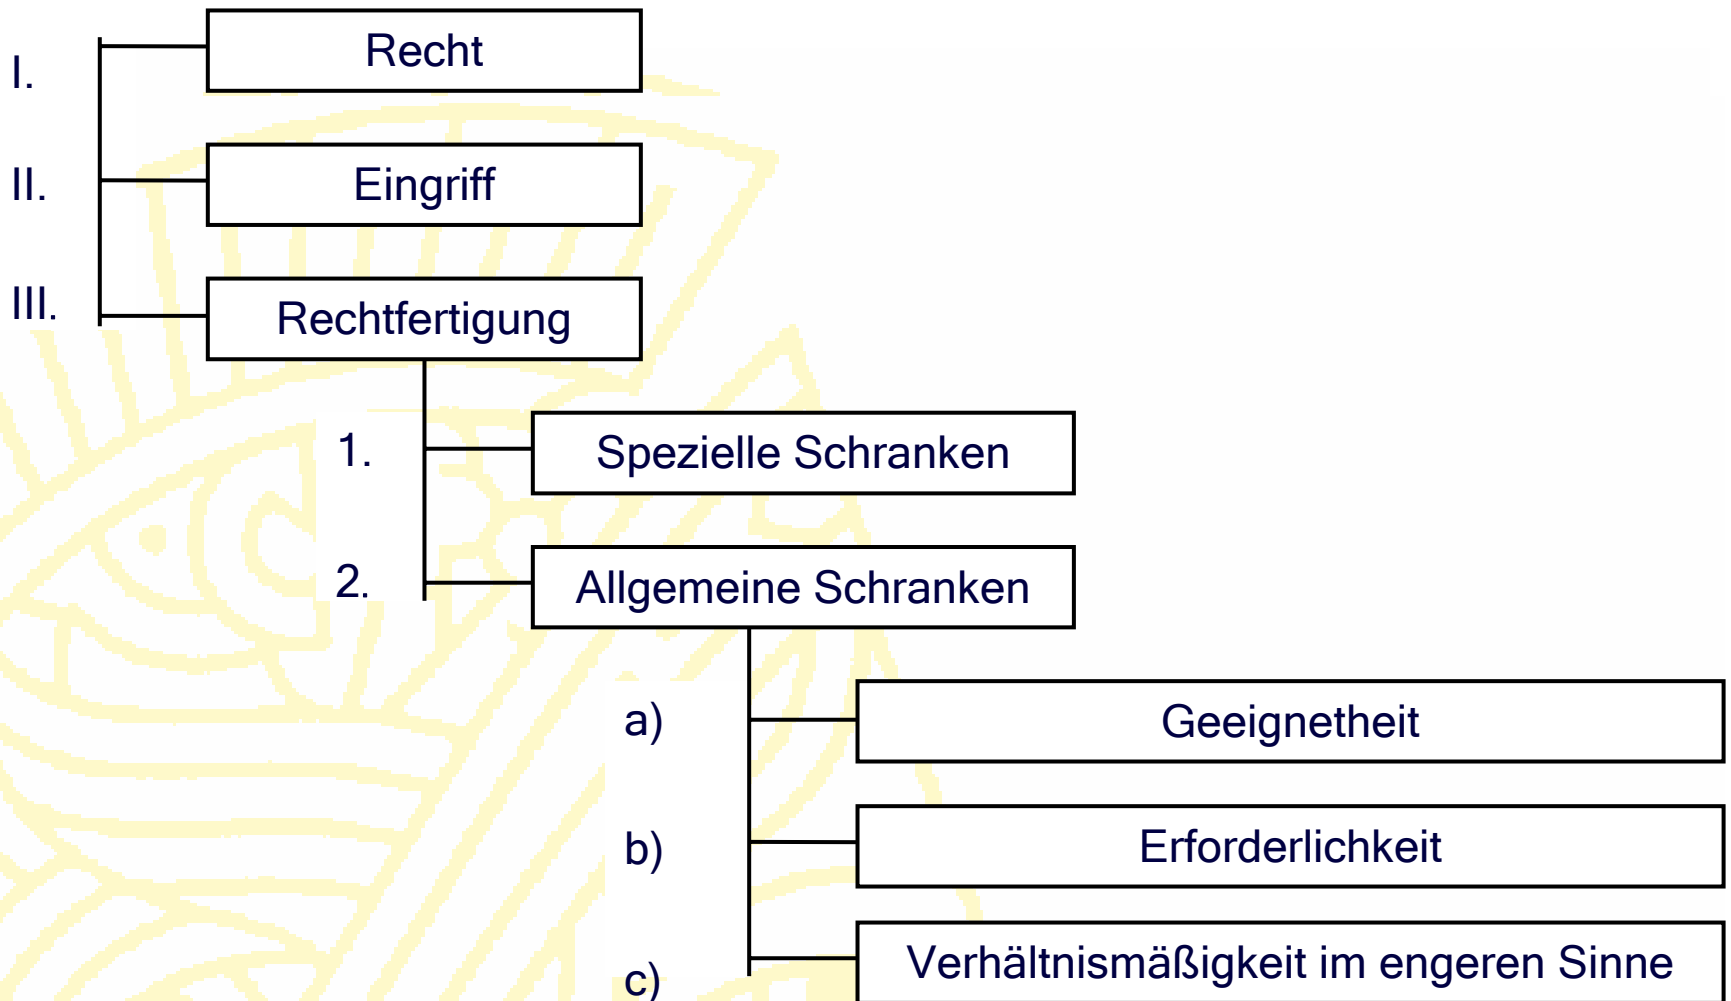 I. Recht
II. Eingriff
III. Rechtfertigung
1. Spezielle Schranken
2. Allgemeine Schranken
a) Geeignetheit
b) Erforderlichkeit
c) Verhältnismäßigkeit im engeren Sinne